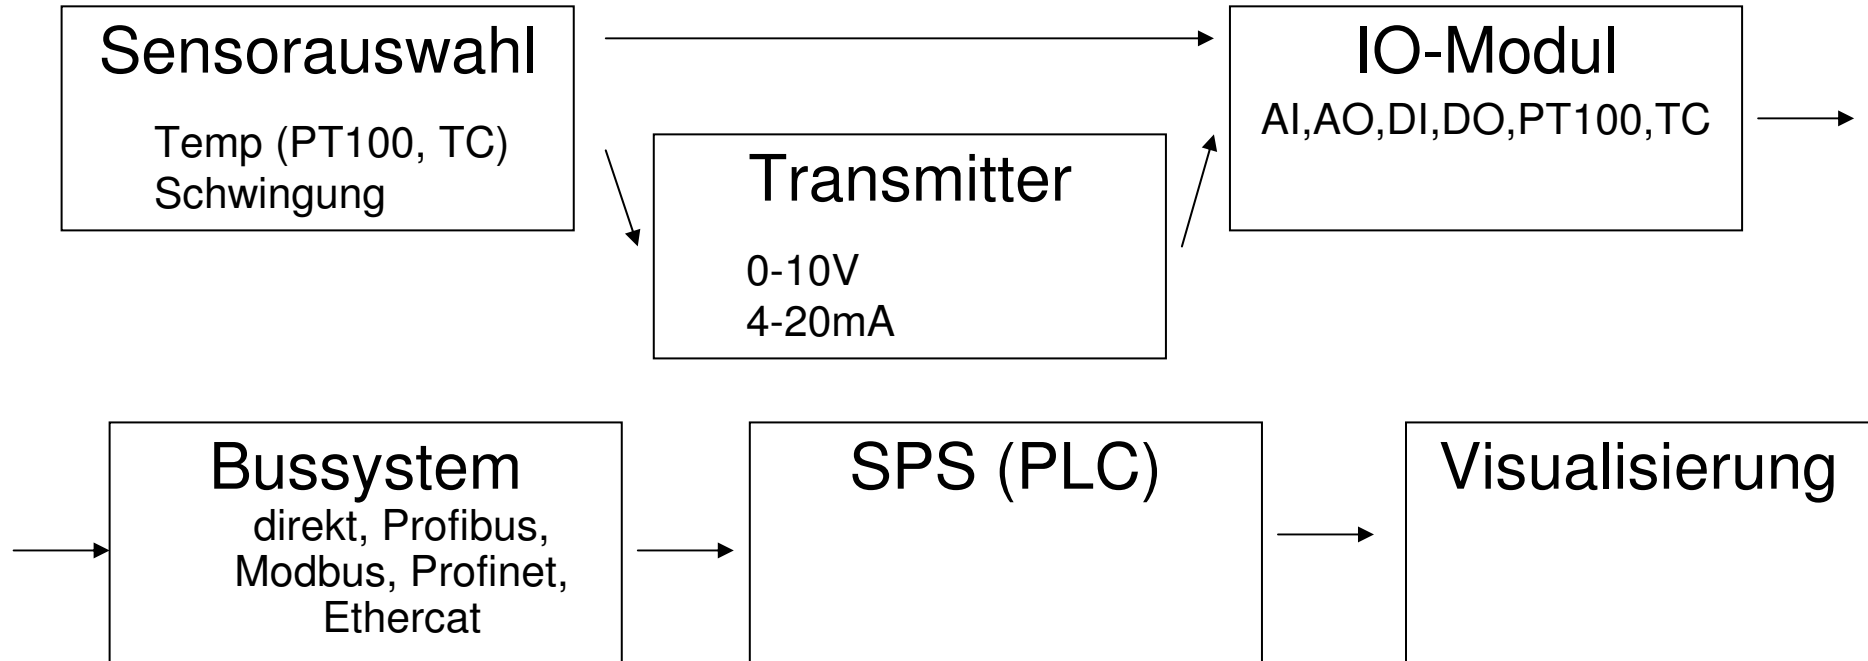 Sensorauswahl
Temp (PT100, TC)
Schwingung
Transmitter
0-10V
4-20mA
IO-Modul
AI,AO,DI,DO,PT100,TC
Bussystem
direkt, Profibus,
Modbus, Profinet,
Ethercat
SPS (PLC)
Visualisierung